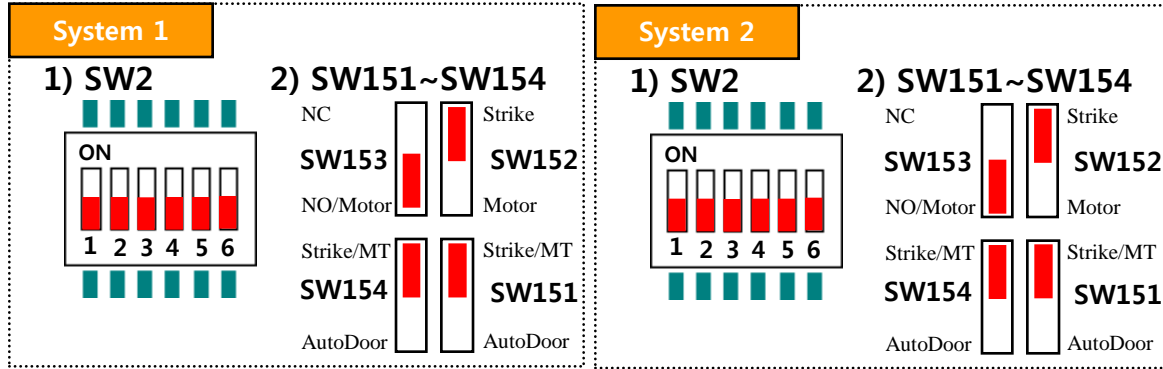 System 1
1) SW2
2) SW151~SW154
ON
1 2 3 4 5 6
NC
Strike
SW153
SW152
NO/Motor
Motor
Strike/MT
Strike/MT
SW154
SW151
AutoDoor
AutoDoor
System 2
1) SW2
2) SW151~SW154
ON
1 2 3 4 5 6
NC
Strike
SW153
SW152
NO/Motor
Motor
Strike/MT
Strike/MT
SW154
SW151
AutoDoor
AutoDoor